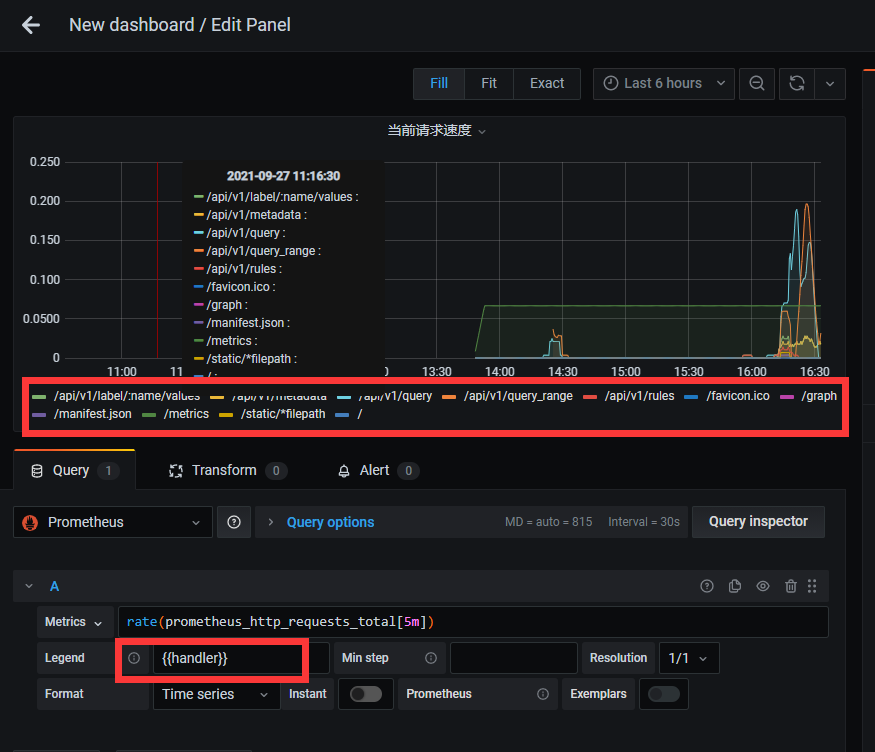 New dashboard / Edit Panel
Fill Fit Exact Last 6 hours
当前请求速度
0.250
0.200
0.150
0.100
0.0500
0
2021-09-27 11:16:30
/api/v1/label/:name/values :
/api/v1/metadata :
/api/v1/query :
/api/v1/query_range :
/api/v1/rules :
/favicon.ico :
/graph :
/manifest.json :
/metrics :
/static/*filepath :
/ :
11:00 11 0 13:30 14:00 14:30 15:00 15:30 16:00 16:30
/api/v1/label/:name/values /api/v1/metadata /api/v1/query /api/v1/query_range /api/v1/rules /favicon.ico /graph
/manifest.json /metrics /static/*filepath /
Query 1 Transform 0 Alert 0
Prometheus Query options MD = auto = 815 Interval = 30s Query inspector
A
Metrics rate(prometheus_http_requests_total[5m])
Legend {{handler}} Min step Resolution 1/1
Format Time series Instant Prometheus Exemplars